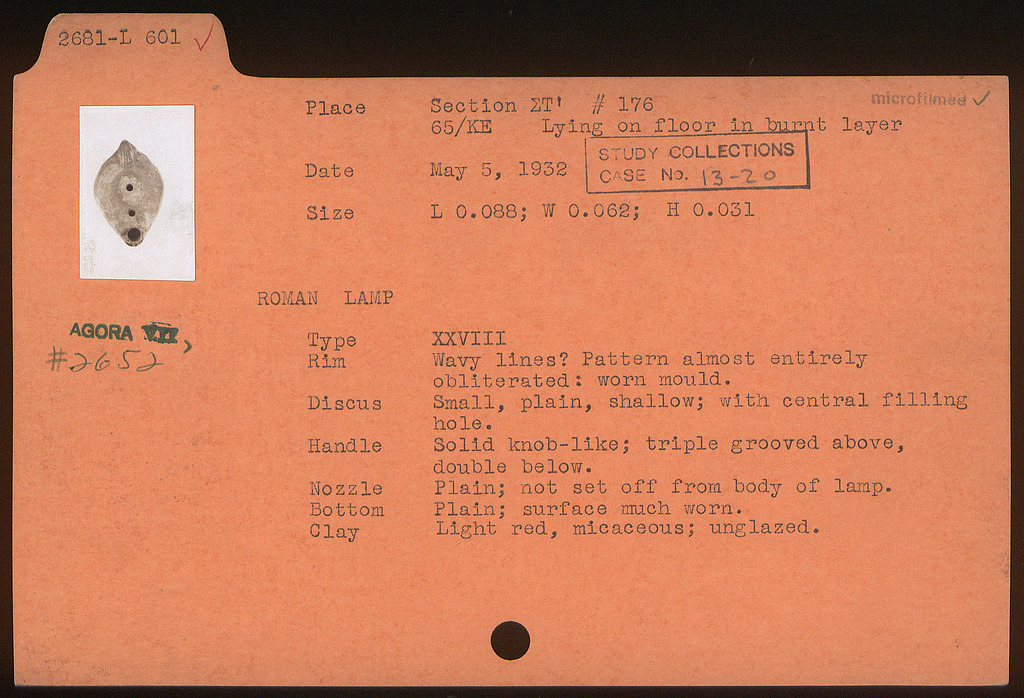 2681-L 601 ✓
microfilmed ✓
Place Section ΣT' # 176
65/KE Lying on floor in burnt layer
Date May 5, 1932
STUDY COLLECTIONS
CASE No. 13-20
Size L 0.088; W 0.062; H 0.031
ROMAN LAMP
AGORA VII,
#2652
Type XXVIII
Rim Wavy lines? Pattern almost entirely
obliterated: worn mould.
Discus Small, plain, shallow; with central filling
hole.
Handle Solid knob-like; triple grooved above,
double below.
Nozzle Plain; not set off from body of lamp.
Bottom Plain; surface much worn.
Clay Light red, micaceous; unglazed.